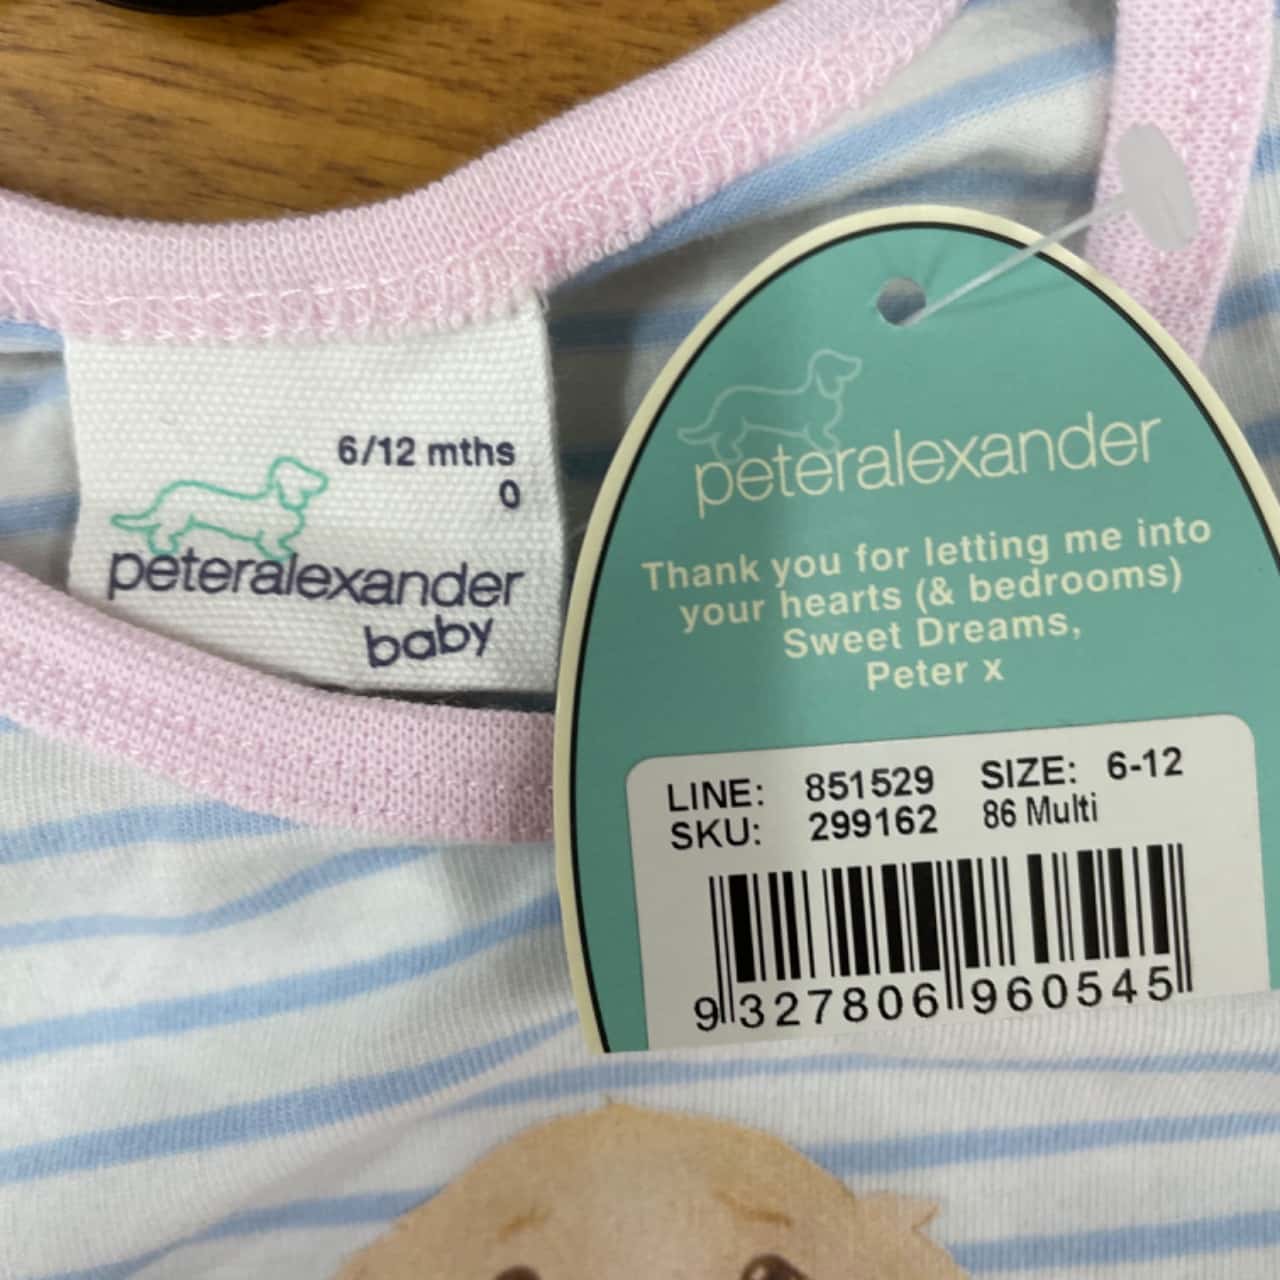 6/12 mths
0
peteralexander
baby
peteralexander
Thank you for letting me into
your hearts (& bedrooms)
Sweet Dreams,
Peter x
LINE: 851529 SIZE: 6-12
SKU: 299162 86 Multi
9 327806 960545